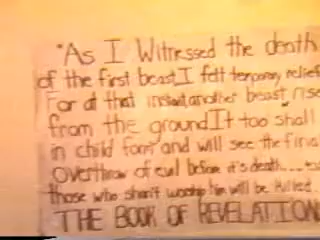 "As I Witnessed the death
of the first beast I felt temporary relief
For at that instant another beast rise
from the ground It too shall
in child form and will see the final
overthrow of evil before it's death....
those who shan't worship him will be killed.
THE BOOK OF REVELATION